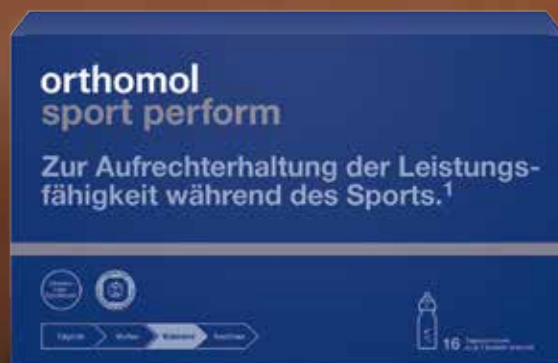 orthomol
sport perform
Zur Aufrechterhaltung der Leistungs-
fähigkeit während des Sports.¹
16